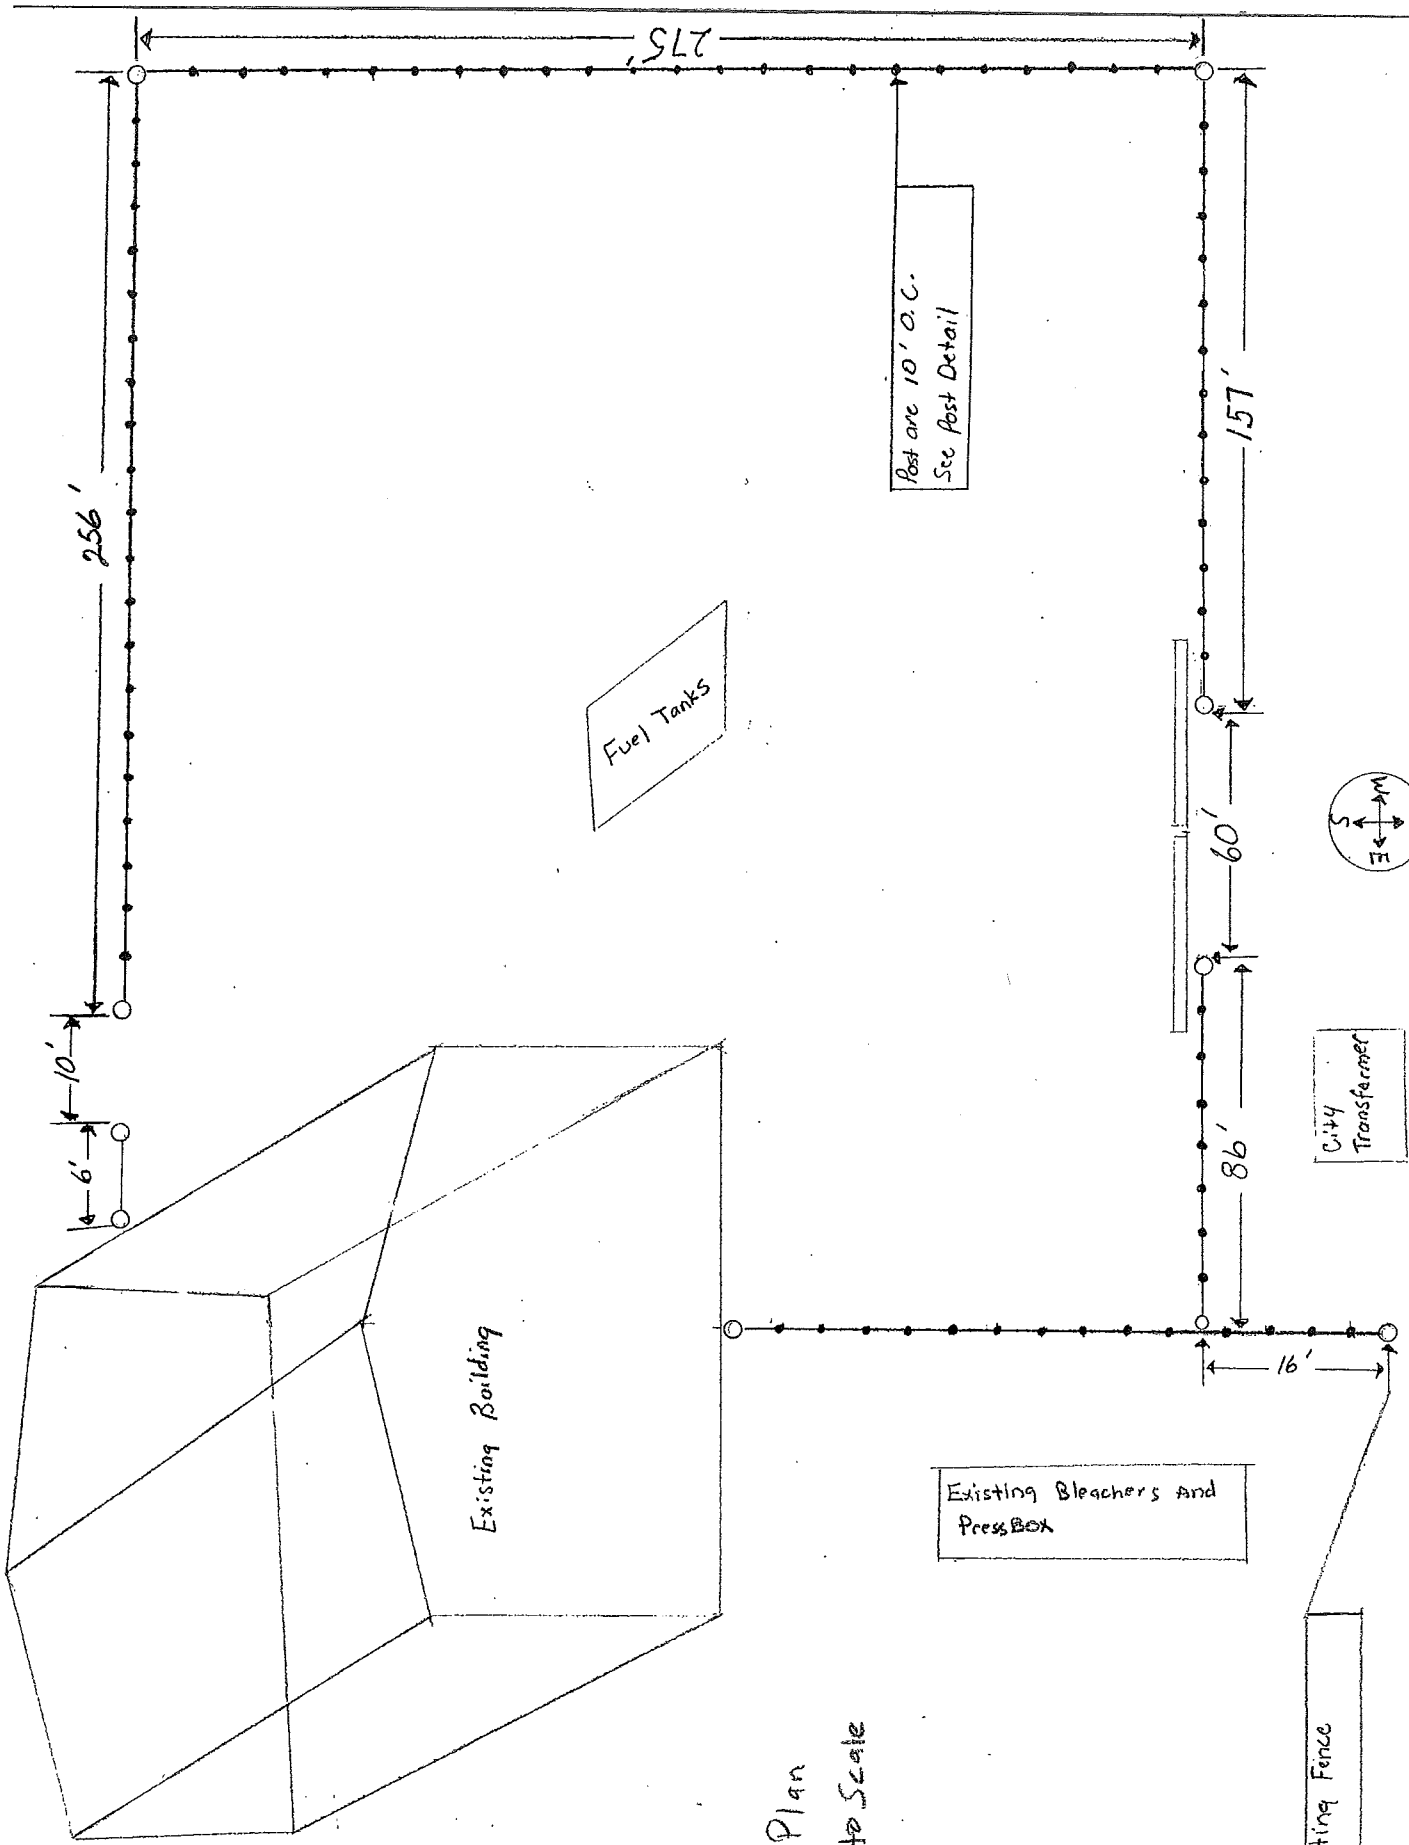 275'
256'
10'
6'
Post are 10' O.C.
See Post Detail
157'
60'
86'
16'
Fuel Tanks
Existing Building
S
E
W
City
Transformer
Existing Bleachers And
PressBox
Plan
to Scale
ting Fence